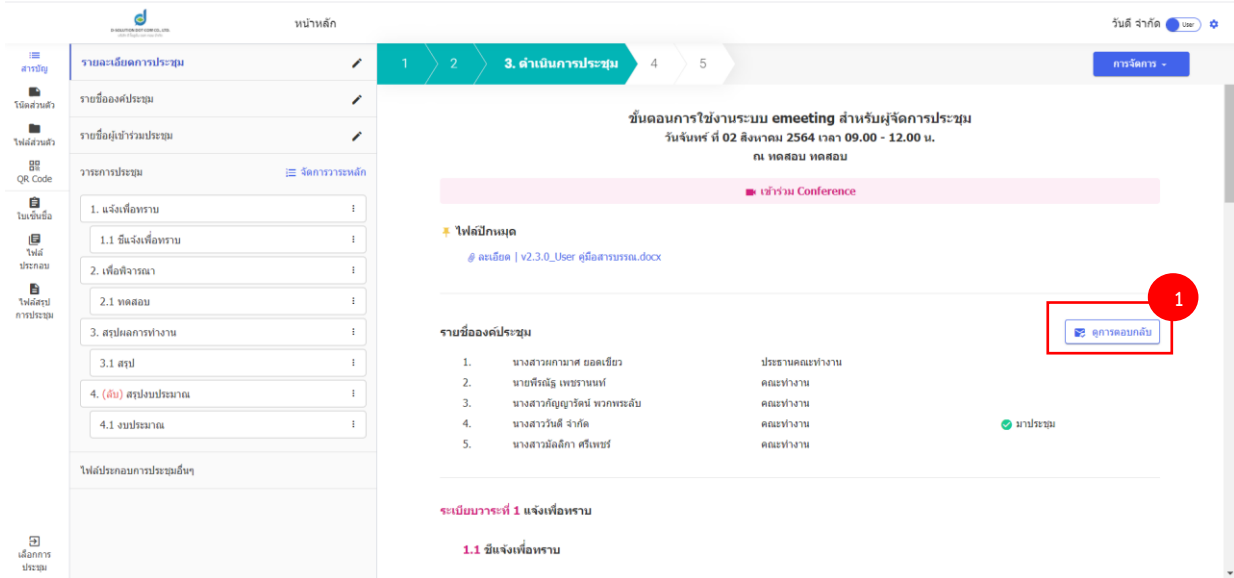 หน้าหลัก
วันดี จำกัด
User
สารบัญ
โน้ตส่วนตัว
ไฟล์ส่วนตัว
QR Code
ใบเซ็นชื่อ
ไฟล์
ประกอบ
ไฟล์สรุป
การประชุม
เลือกการ
ประชุม
รายละเอียดการประชุม
รายชื่อองค์ประชุม
รายชื่อผู้เข้าร่วมประชุม
วาระการประชุม
จัดการวาระหลัก
1. แจ้งเพื่อทราบ
1.1 ชี้แจ้งเพื่อทราบ
2. เพื่อพิจารณา
2.1 ทดสอบ
3. สรุปผลการทำงาน
3.1 สรุป
4. (ลับ) สรุปงบประมาณ
4.1 งบประมาณ
ไฟล์ประกอบการประชุมอื่นๆ
1 2 3. ดำเนินการประชุม 4 5
การจัดการ
ขั้นตอนการใช้งานระบบ emeeting สำหรับผู้จัดการประชุม
วันจันทร์ ที่ 02 สิงหาคม 2564 เวลา 09.00 - 12.00 น.
ณ ทดสอบ ทดสอบ
เข้าร่วม Conference
ไฟล์ปักหมุด
ละเอียด | v2.3.0_User คู่มือสารบรรณ.docx
1
รายชื่อองค์ประชุม
ดูการตอบกลับ
1. นางสาวผกามาศ ยอดเขียว ประธานคณะทำงาน
2. นายพีรณัฐ เพชรานนท์ คณะทำงาน
3. นางสาวกัญญารัตน์ พวกพระลับ คณะทำงาน
4. นางสาววันดี จำกัด คณะทำงาน มาประชุม
5. นางสาวมัลลิกา ศรีเพชร์ คณะทำงาน
ระเบียบวาระที่ 1 แจ้งเพื่อทราบ
1.1 ชี้แจ้งเพื่อทราบ